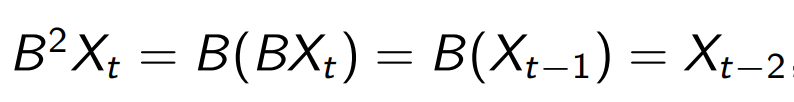 B²Xₜ = B(BXₜ) = B(Xₜ₋₁) = Xₜ₋₂,